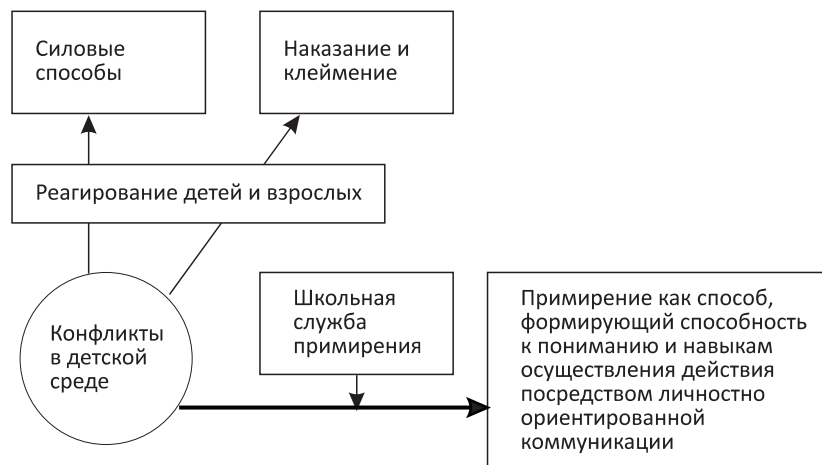 Силовые
способы
Наказание и
клеймение
Реагирование детей и взрослых
Конфликты
в детской
среде
Школьная
служба
примирения
Примирение как способ,
формирующий способность
к пониманию и навыкам
осуществления действия
посредством личностно
ориентированной
коммуникации